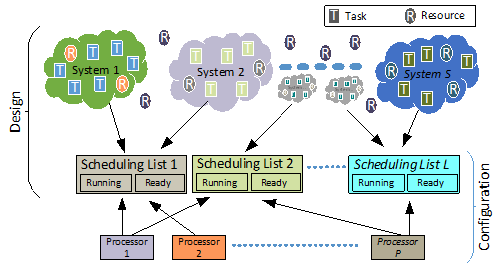 T Task R Resource
R T T T R T T
System 1
R
R
T T T R T
System 2
R
R
R
R
R
T T R T T T R
System S
Design
Scheduling List 1
Running Ready
Scheduling List 2
Running Ready
Scheduling List L
Running Ready
Configuration
Processor
1
Processor
2
Processor
P